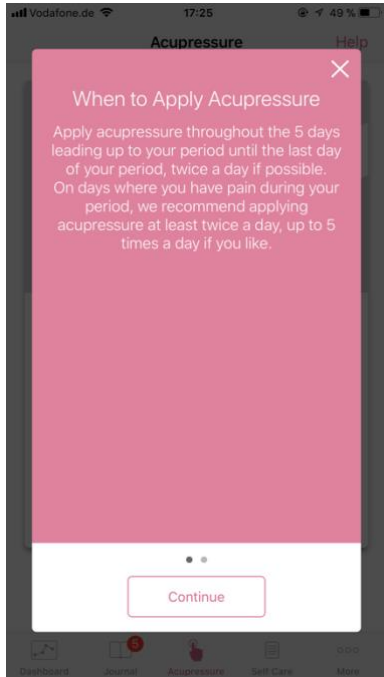 Vodafone.de 17:25 49 %
Acupressure Help
When to Apply Acupressure
Apply acupressure throughout the 5 days
leading up to your period until the last day
of your period, twice a day if possible.
On days where you have pain during your
period, we recommend applying
acupressure at least twice a day, up to 5
times a day if you like.
Continue
5
Dashboard Journal Acupressure Self-Care More